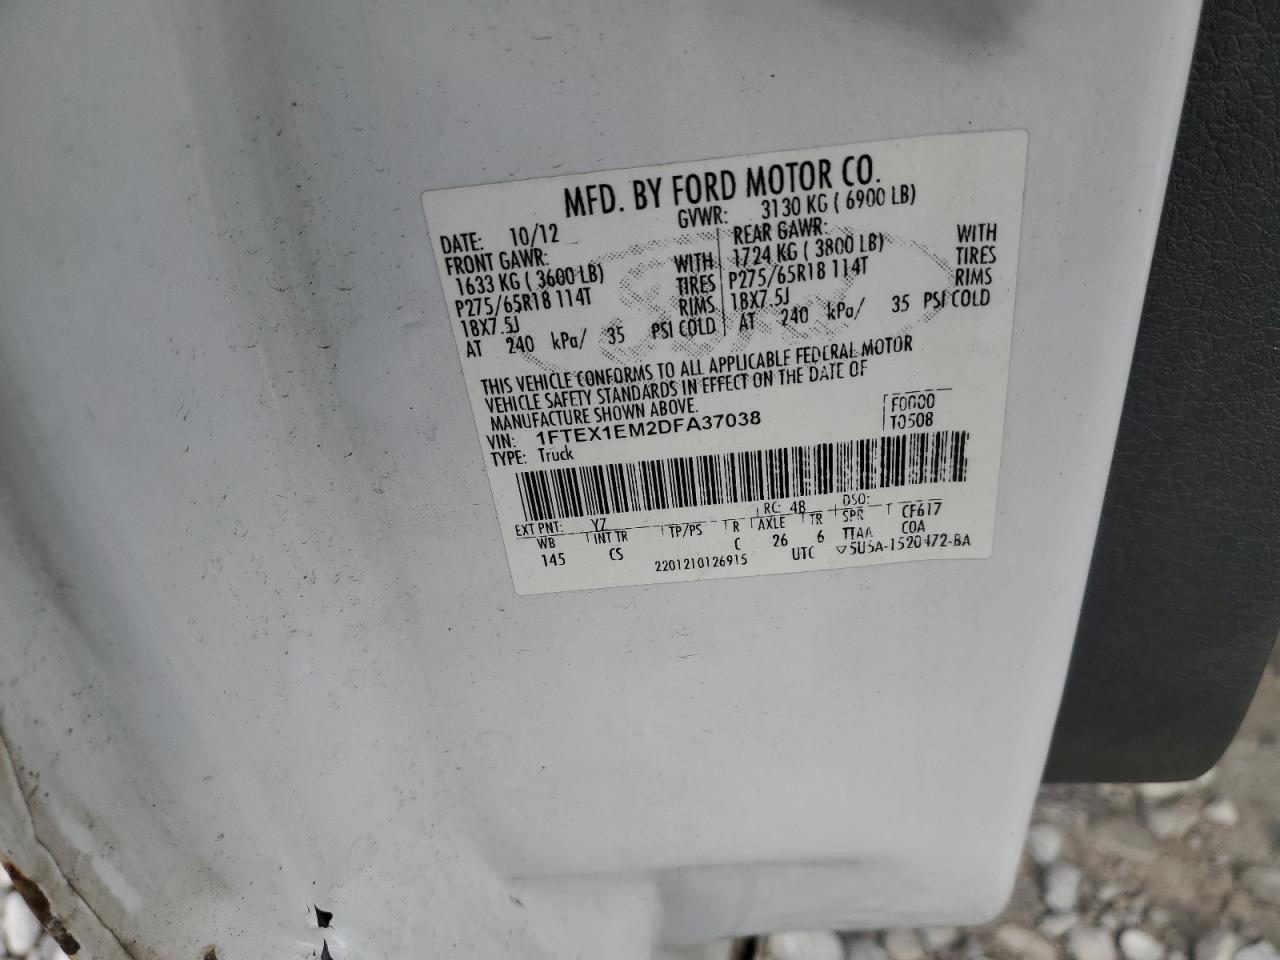 MFD. BY FORD MOTOR CO.
DATE: 10/12 GVWR: 3130 KG ( 6900 LB)
FRONT GAWR: REAR GAWR:
1633 KG ( 3600 LB) WITH 1724 KG ( 3800 LB) WITH
P275/65R18 114T TIRES P275/65R18 114T TIRES
18X7.5J RIMS 18X7.5J RIMS
AT 240 kPa/ 35 PSI COLD AT 240 kPa/ 35 PSI COLD
THIS VEHICLE CONFORMS TO ALL APPLICABLE FEDERAL MOTOR
VEHICLE SAFETY STANDARDS IN EFFECT ON THE DATE OF
MANUFACTURE SHOWN ABOVE.
VIN: 1FTEX1EM2DFA37038 F0000
TYPE: Truck T0508
EXT PNT: YZ RC: 48 DSO:
WB INT TR TP/PS R AXLE TR SPR CF617
145 CS C 26 6 TTAA COA
2201210126915 UTC ▽5U5A-1520472-BA